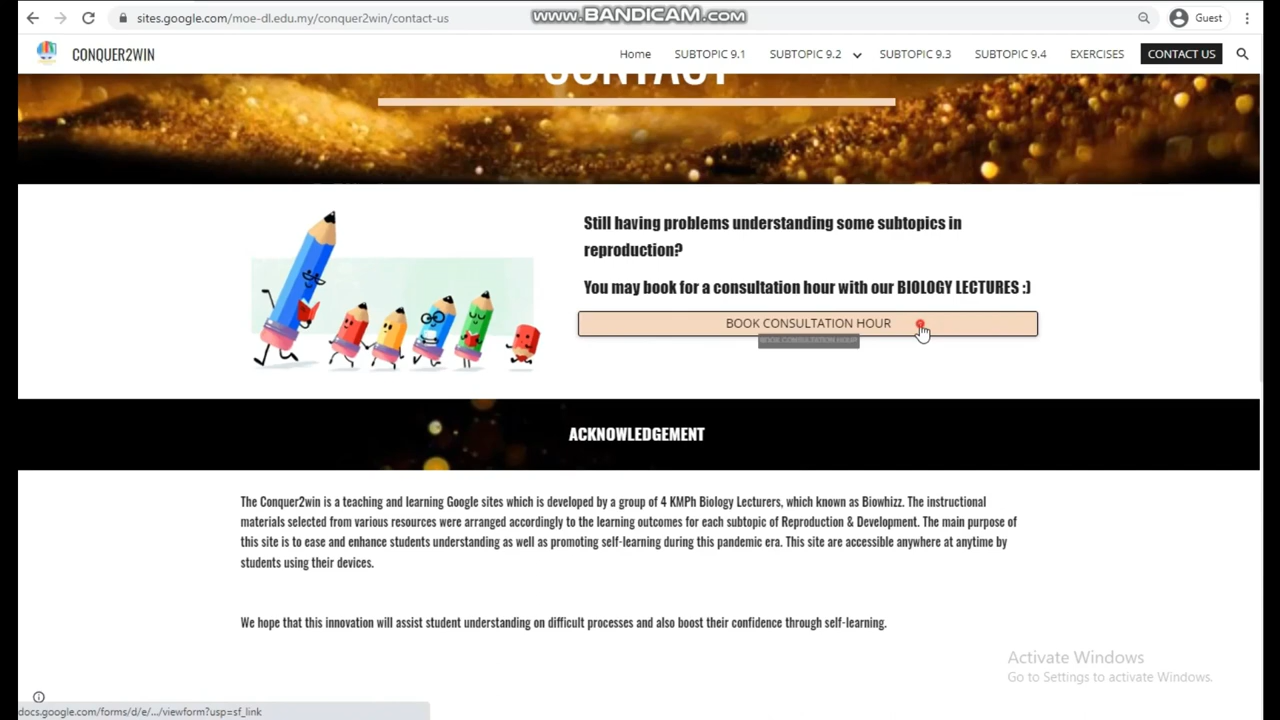 sites.google.com/moe-dl.edu.my/conquer2win/contact-us
www.BANDICAM.com
Guest
CONQUER2WIN
Home
SUBTOPIC 9.1
SUBTOPIC 9.2
SUBTOPIC 9.3
SUBTOPIC 9.4
EXERCISES
CONTACT US
CONTACT
Still having problems understanding some subtopics in
reproduction?
You may book for a consultation hour with our BIOLOGY LECTURES :)
BOOK CONSULTATION HOUR
BOOK CONSULTATION HOUR
ACKNOWLEDGEMENT
The Conquer2win is a teaching and learning Google sites which is developed by a group of 4 KMPh Biology Lecturers, which known as Biowhizz. The instructional
materials selected from various resources were arranged accordingly to the learning outcomes for each subtopic of Reproduction & Development. The main purpose of
this site is to ease and enhance students understanding as well as promoting self-learning during this pandemic era. This site are accessible anywhere at anytime by
students using their devices.
We hope that this innovation will assist student understanding on difficult processes and also boost their confidence through self-learning.
Activate Windows
Go to Settings to activate Windows.
docs.google.com/forms/d/e/.../viewform?usp=sf_link